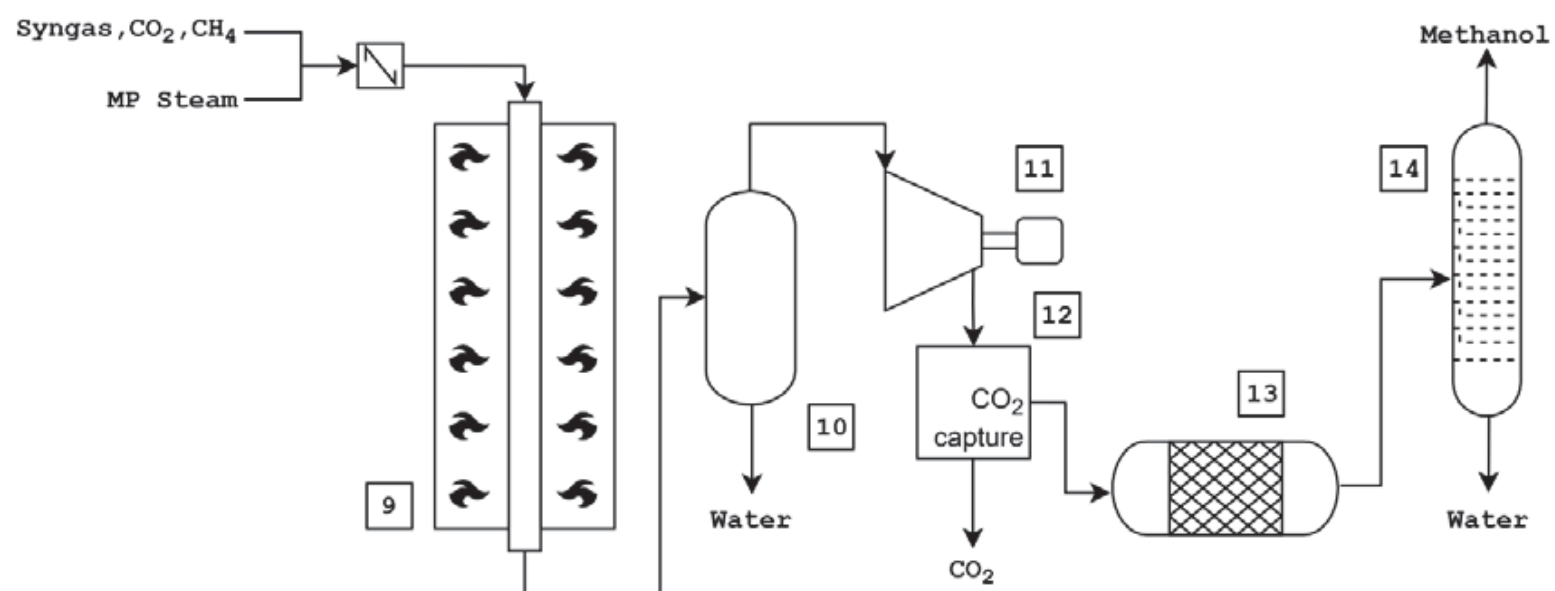 Syngas,CO₂,CH₄
MP Steam
9
10
Water
11
12
CO₂
capture
CO₂
13
14
Methanol
Water